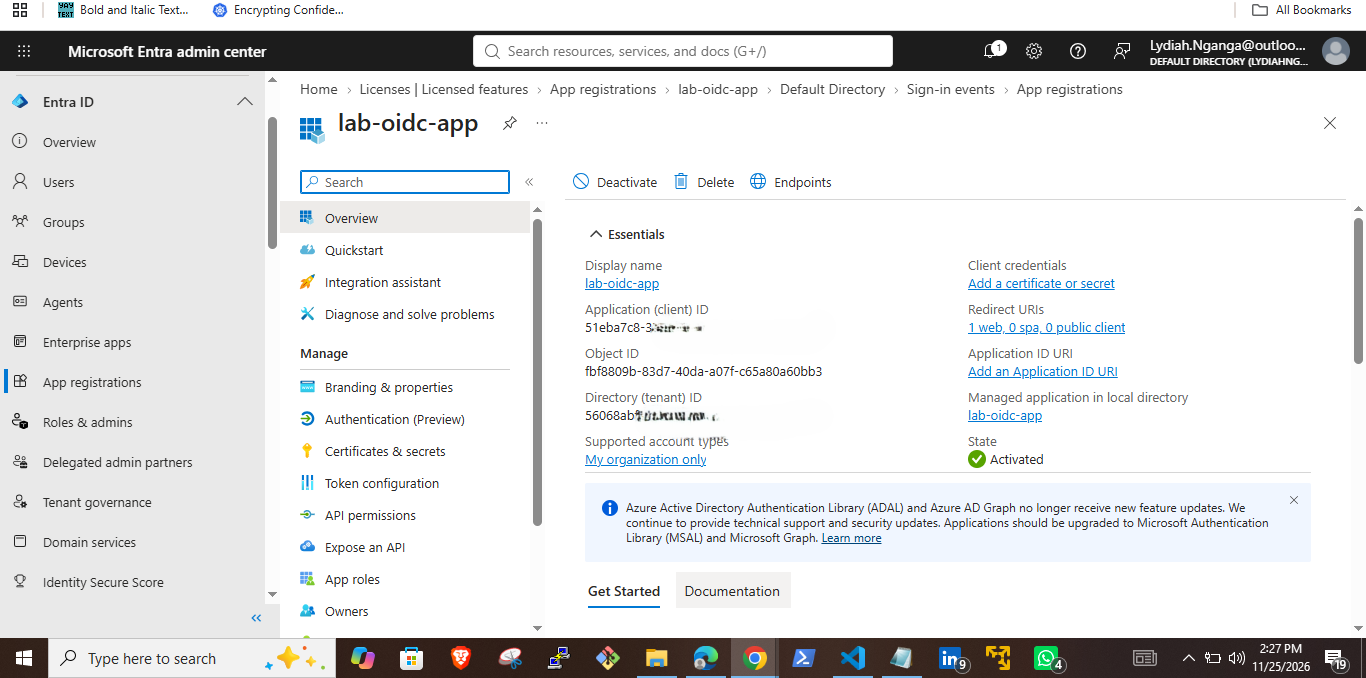 Bold and Italic Text...
Encrypting Confide...
All Bookmarks
Microsoft Entra admin center
Search resources, services, and docs (G+/)
1
Lydiah.Nganga@outloo...
DEFAULT DIRECTORY (LYDIAHNG...
Entra ID
Overview
Users
Groups
Devices
Agents
Enterprise apps
App registrations
Roles & admins
Delegated admin partners
Tenant governance
Domain services
Identity Secure Score
Home > Licenses | Licensed features > App registrations > lab-oidc-app > Default Directory > Sign-in events > App registrations
lab-oidc-app
Search
Overview
Quickstart
Integration assistant
Diagnose and solve problems
Manage
Branding & properties
Authentication (Preview)
Certificates & secrets
Token configuration
API permissions
Expose an API
App roles
Owners
Deactivate
Delete
Endpoints
Essentials
Display name
lab-oidc-app
Application (client) ID
51eba7c8-3
Object ID
fbf8809b-83d7-40da-a07f-c65a80a60bb3
Directory (tenant) ID
56068ab
Supported account types
My organization only
Client credentials
Add a certificate or secret
Redirect URIs
1 web, 0 spa, 0 public client
Application ID URI
Add an Application ID URI
Managed application in local directory
lab-oidc-app
State
Activated
Azure Active Directory Authentication Library (ADAL) and Azure AD Graph no longer receive new feature updates. We
continue to provide technical support and security updates. Applications should be upgraded to Microsoft Authentication
Library (MSAL) and Microsoft Graph. Learn more
Get Started
Documentation
Type here to search
9
4
2:27 PM
11/25/2026
19